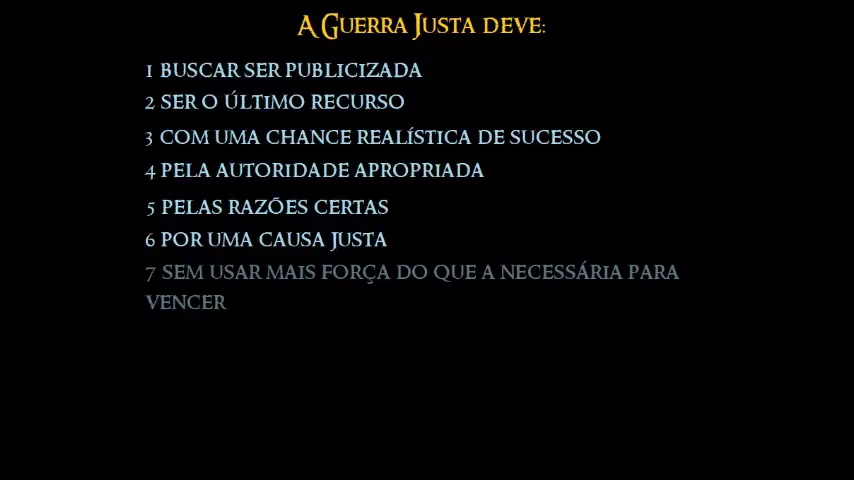 A Guerra Justa deve:
1 BUSCAR SER PUBLICIZADA
2 SER O ÚLTIMO RECURSO
3 COM UMA CHANCE REALÍSTICA DE SUCESSO
4 PELA AUTORIDADE APROPRIADA
5 PELAS RAZÕES CERTAS
6 POR UMA CAUSA JUSTA
7 SEM USAR MAIS FORÇA DO QUE A NECESSÁRIA PARA
VENCER